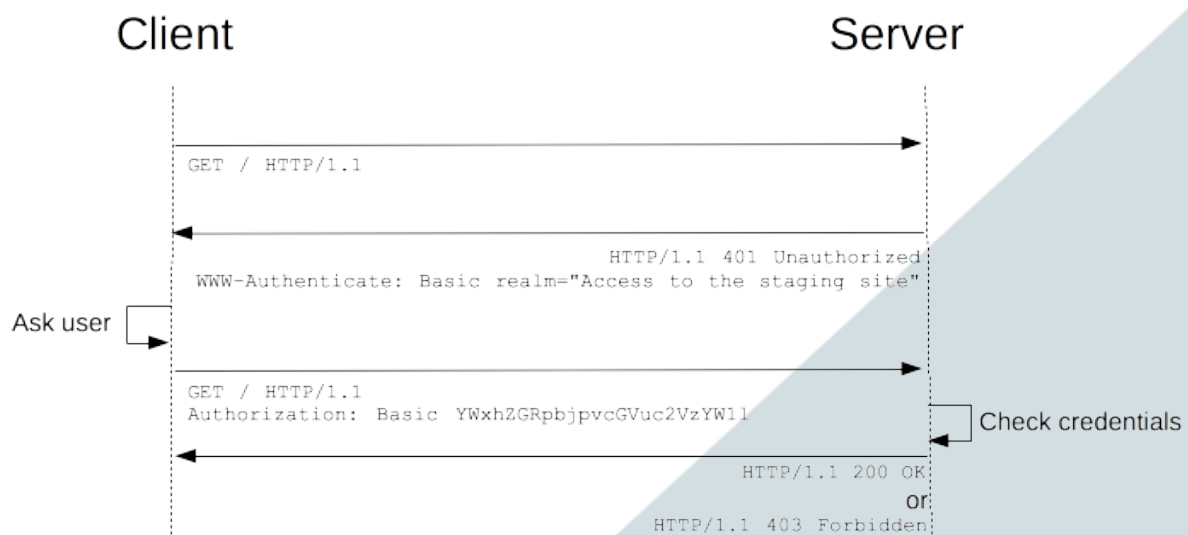 Client
Server
GET / HTTP/1.1
HTTP/1.1 401 Unauthorized
WWW-Authenticate: Basic realm="Access to the staging site"
Ask user
GET / HTTP/1.1
Authorization: Basic YWxhZGRpbjpvcGVuc2VzYW1l
Check credentials
HTTP/1.1 200 OK
or
HTTP/1.1 403 Forbidden